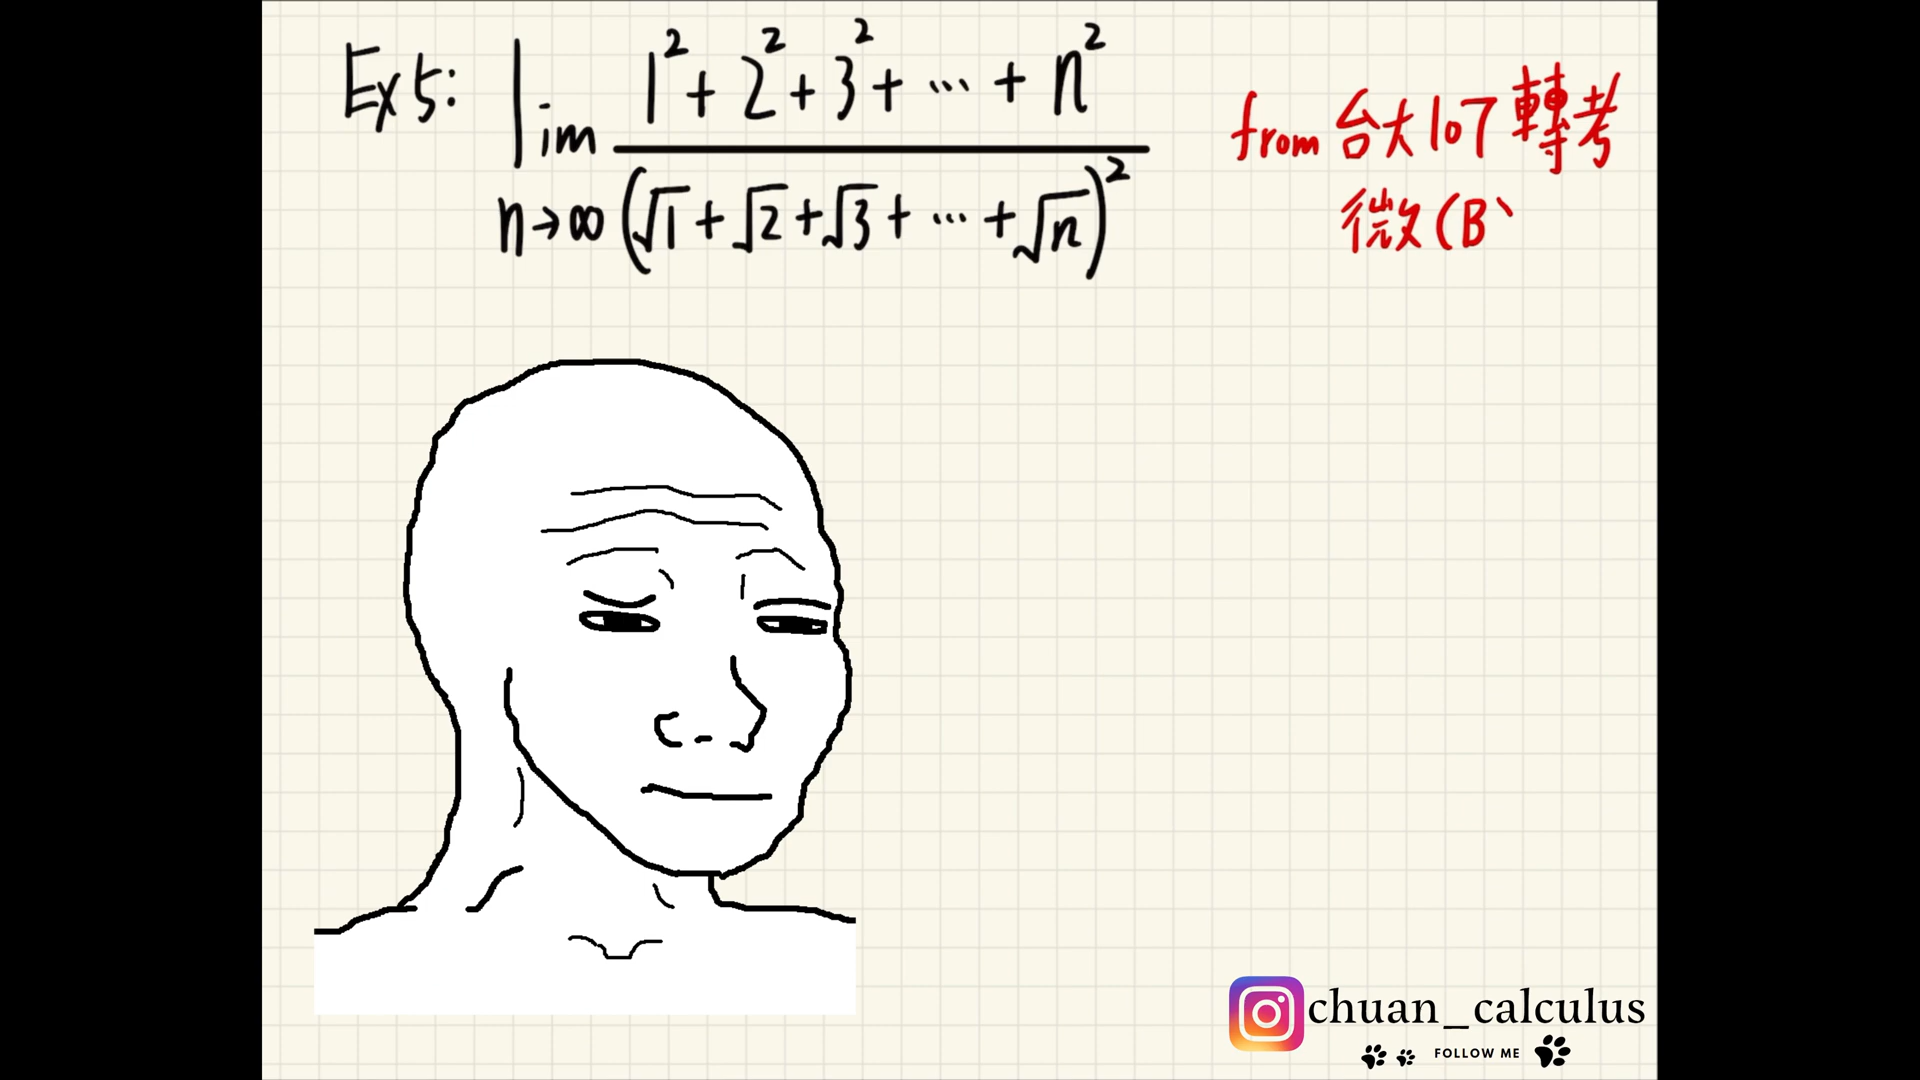 Ex5: lim n→∞ (1² + 2² + 3² + ... + n²) / (√1 + √2 + √3 + ... + √n)²
from 台大107轉考
微(B)
chuan_calculus
FOLLOW ME